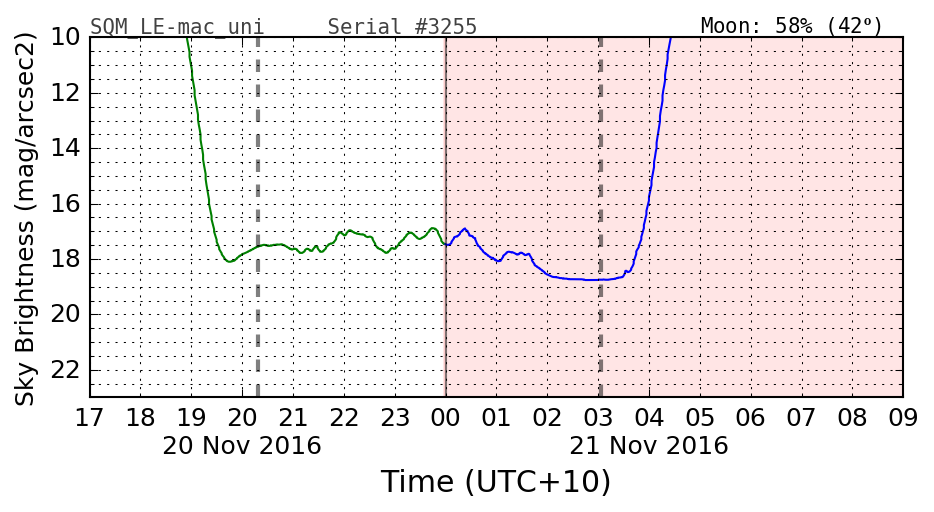 SQM_LE-mac_uni Serial #3255 Moon: 58% (42º)
Sky Brightness (mag/arcsec2)
10
12
14
16
18
20
22
17 18 19 20 21 22 23 00 01 02 03 04 05 06 07 08 09
20 Nov 2016 21 Nov 2016
Time (UTC+10)